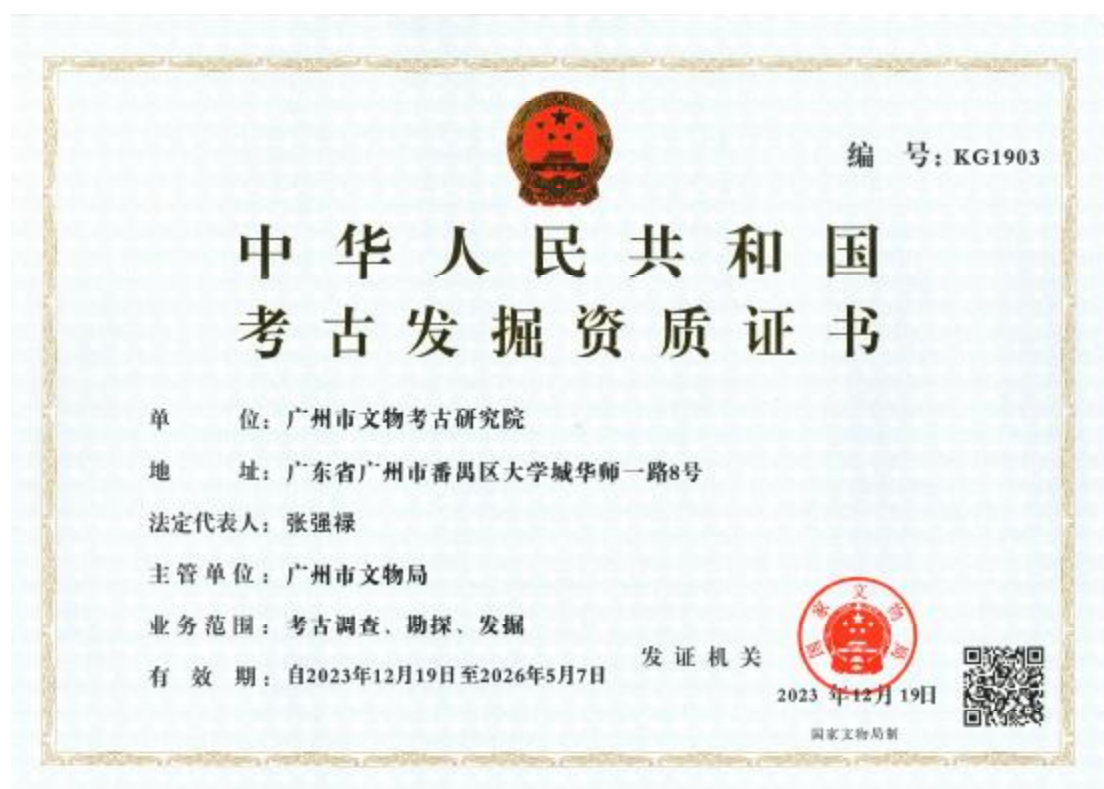 编 号：KG1903
中华人民共和国
考古发掘资质证书
单 位：广州市文物考古研究院
地 址：广东省广州市番禺区大学城华师一路8号
法定代表人：张强禄
主管单位：广州市文物局
业务范围：考古调查、勘探、发掘
有 效 期：自2023年12月19日至2026年5月7日
发证机关
国家文物局
2023 年 12月 19日
国家文物局制